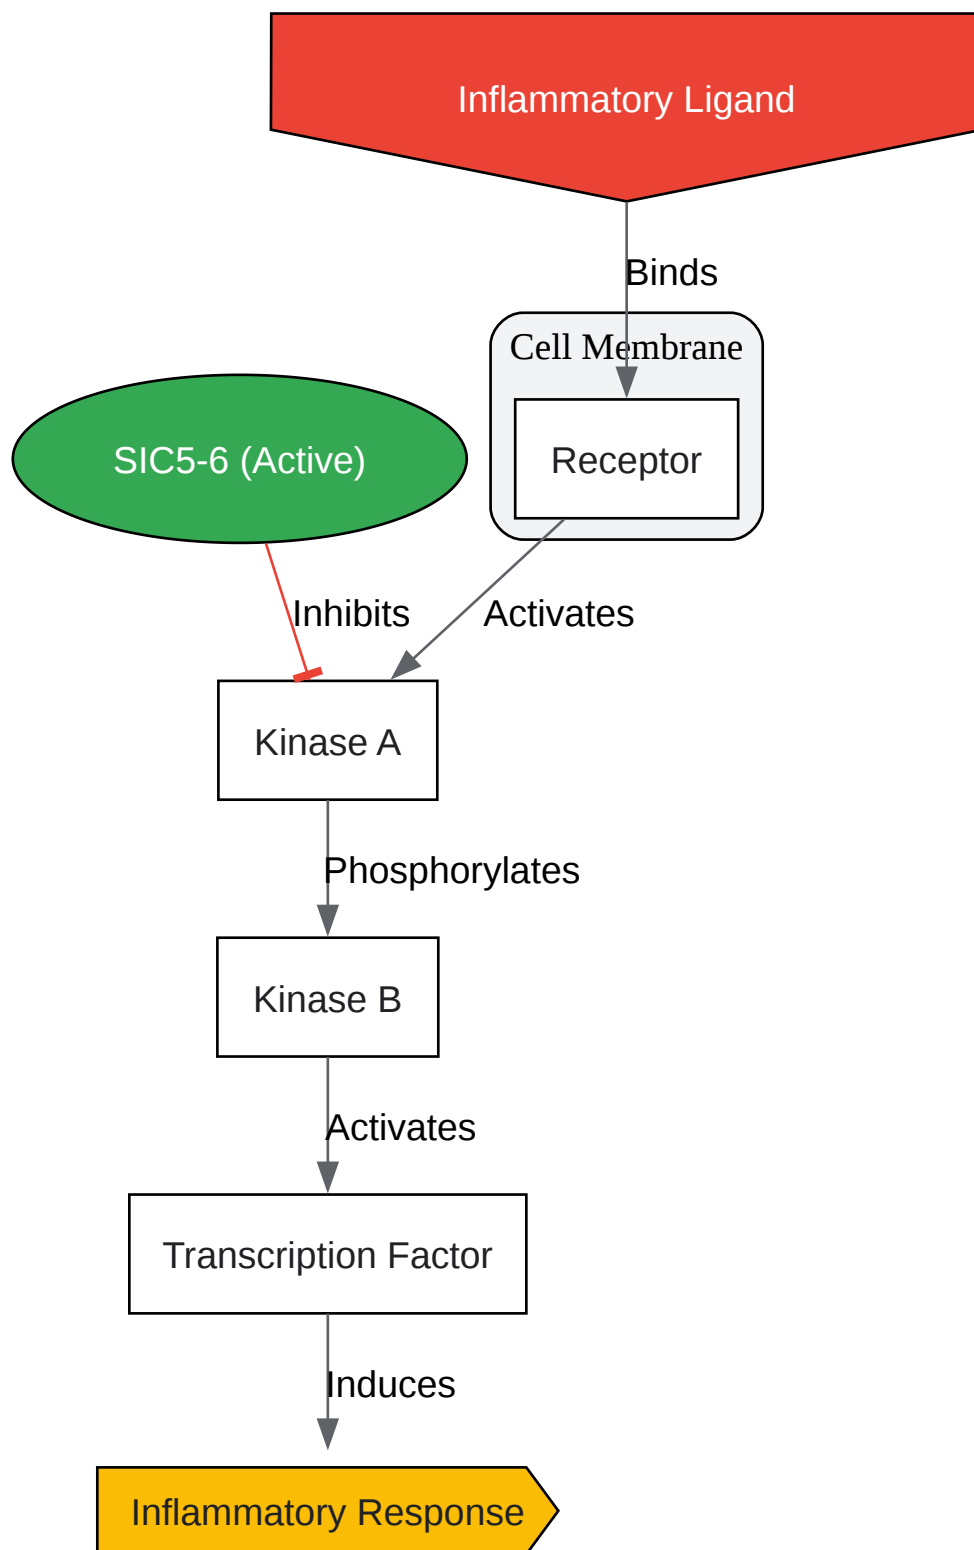 Inflammatory Ligand
Binds
Cell Membrane
SIC5-6 (Active)
Receptor
Inhibits
Activates
Kinase A
Phosphorylates
Kinase B
Activates
Transcription Factor
Induces
Inflammatory Response